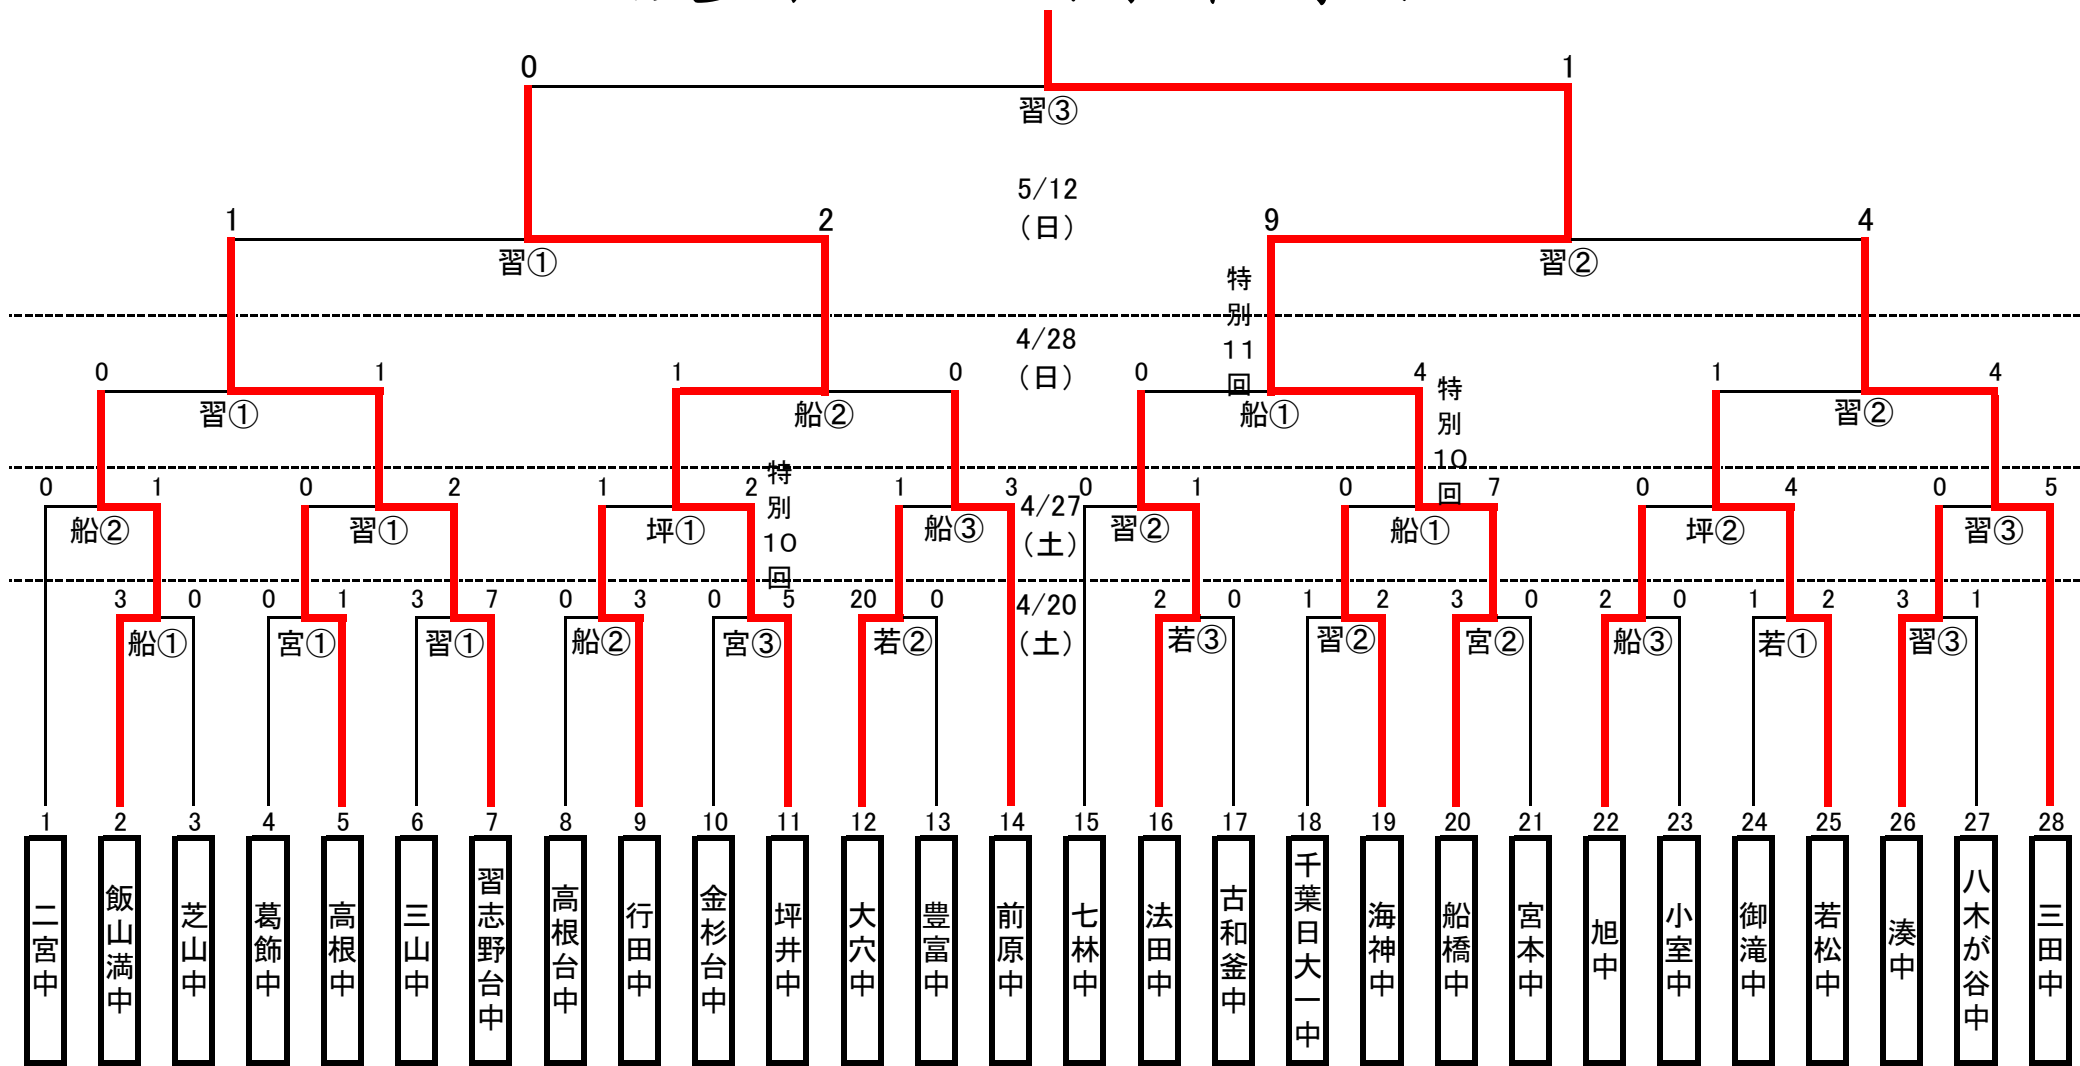 0 1
習③
5/12
(日)
1 2 9 4
習① 習②
特別11回
4/28
(日)
0 1 1 0 0 4 1 4
習① 船② 船① 習②
特別10回
特別10回
0 1 0 2 1 2 1 3 0 1 0 7 0 4 0 5
4/27
(土)
船② 習① 坪① 船③ 習② 船① 坪② 習③
3 0 0 1 3 7 0 3 0 5 20 0 2 0 1 2 3 0 2 0 1 2 3 1
4/20
(土)
船① 宮① 習① 船② 宮③ 若② 若③ 習② 宮② 船③ 若① 習③
1 2 3 4 5 6 7 8 9 10 11 12 13 14 15 16 17 18 19 20 21 22 23 24 25 26 27 28
二宮中
飯山満中
芝山中
葛飾中
高根中
三山中
習志野台中
高根台中
行田中
金杉台中
坪井中
大穴中
豊富中
前原中
七林中
法田中
古和釜中
千葉日大一中
海神中
船橋中
宮本中
旭中
小室中
御滝中
若松中
湊中
八木が谷中
三田中